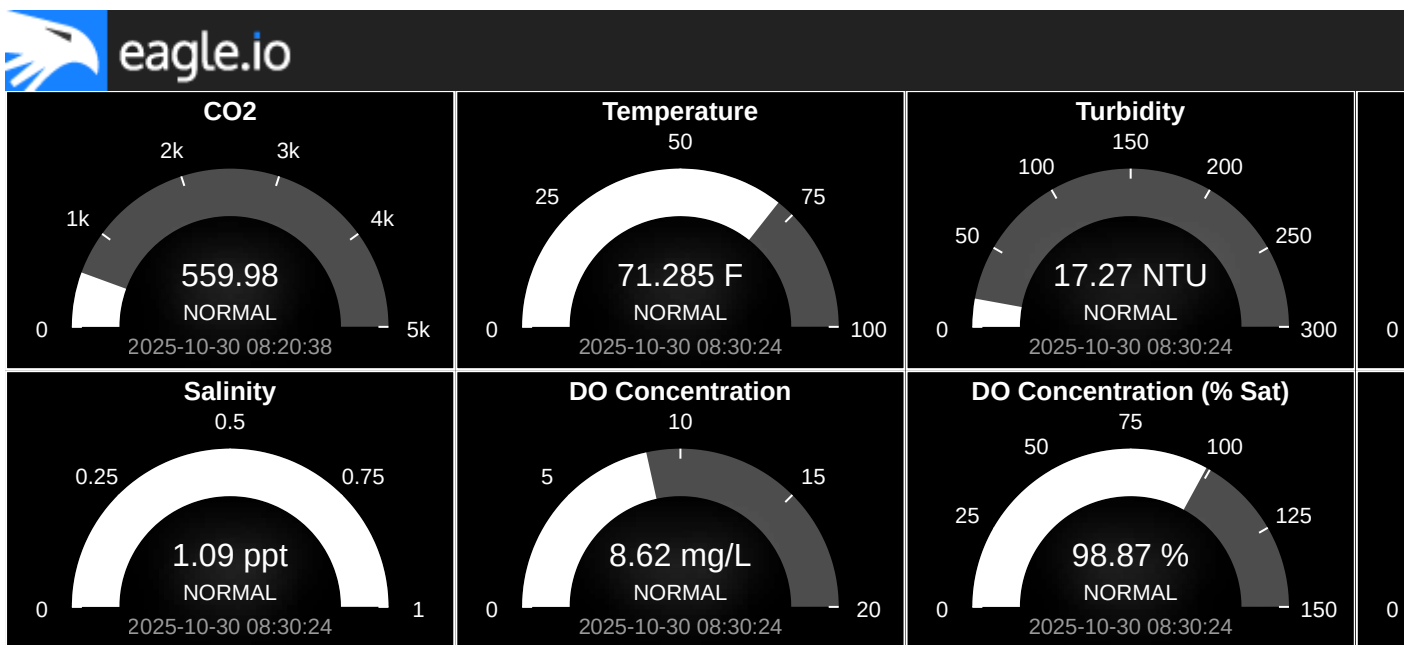 eagle.io
CO2
2k
3k
1k
4k
0
5k
559.98
NORMAL
2025-10-30 08:20:38
Temperature
50
25
75
0
100
71.285 F
NORMAL
2025-10-30 08:30:24
Turbidity
150
100
200
50
250
0
300
17.27 NTU
NORMAL
2025-10-30 08:30:24
0
Salinity
0.5
0.25
0.75
0
1
1.09 ppt
NORMAL
2025-10-30 08:30:24
DO Concentration
10
5
15
0
20
8.62 mg/L
NORMAL
2025-10-30 08:30:24
DO Concentration (% Sat)
75
50
100
25
125
0
150
98.87 %
NORMAL
2025-10-30 08:30:24
0